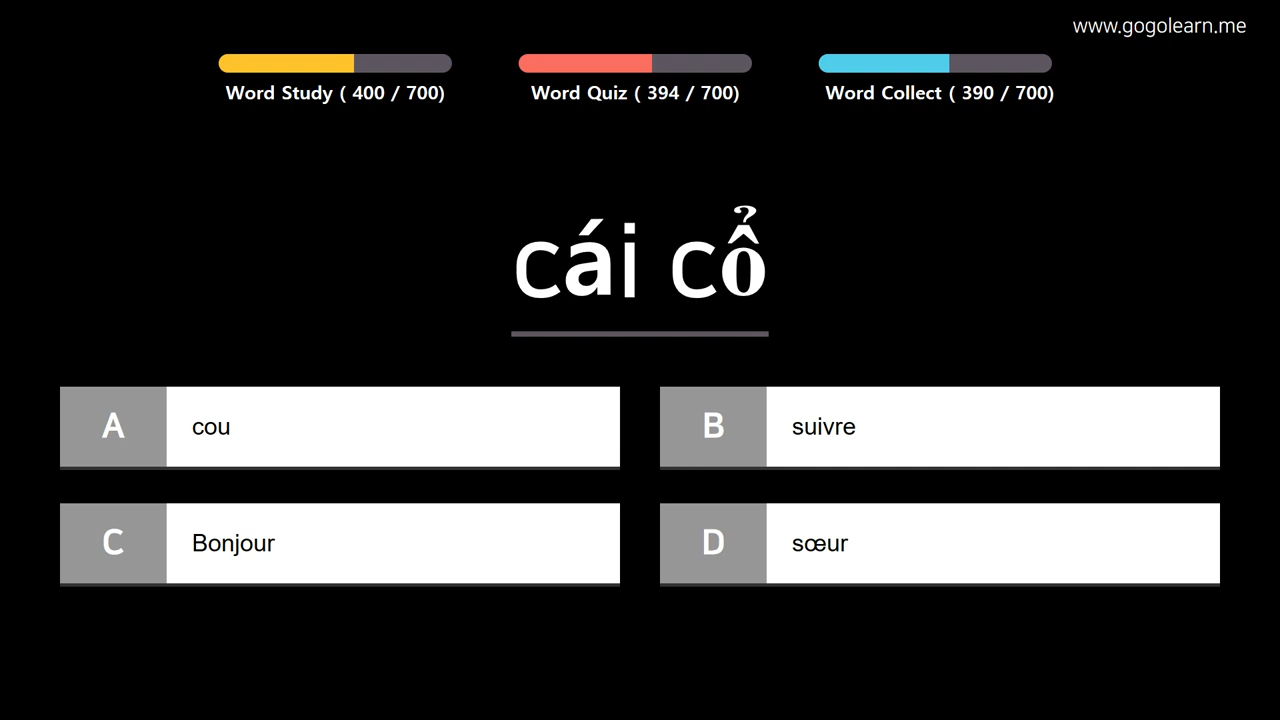 www.gogolearn.me
Word Study ( 400 / 700)
Word Quiz ( 394 / 700)
Word Collect ( 390 / 700)
cái cổ
A cou
B suivre
C Bonjour
D sœur